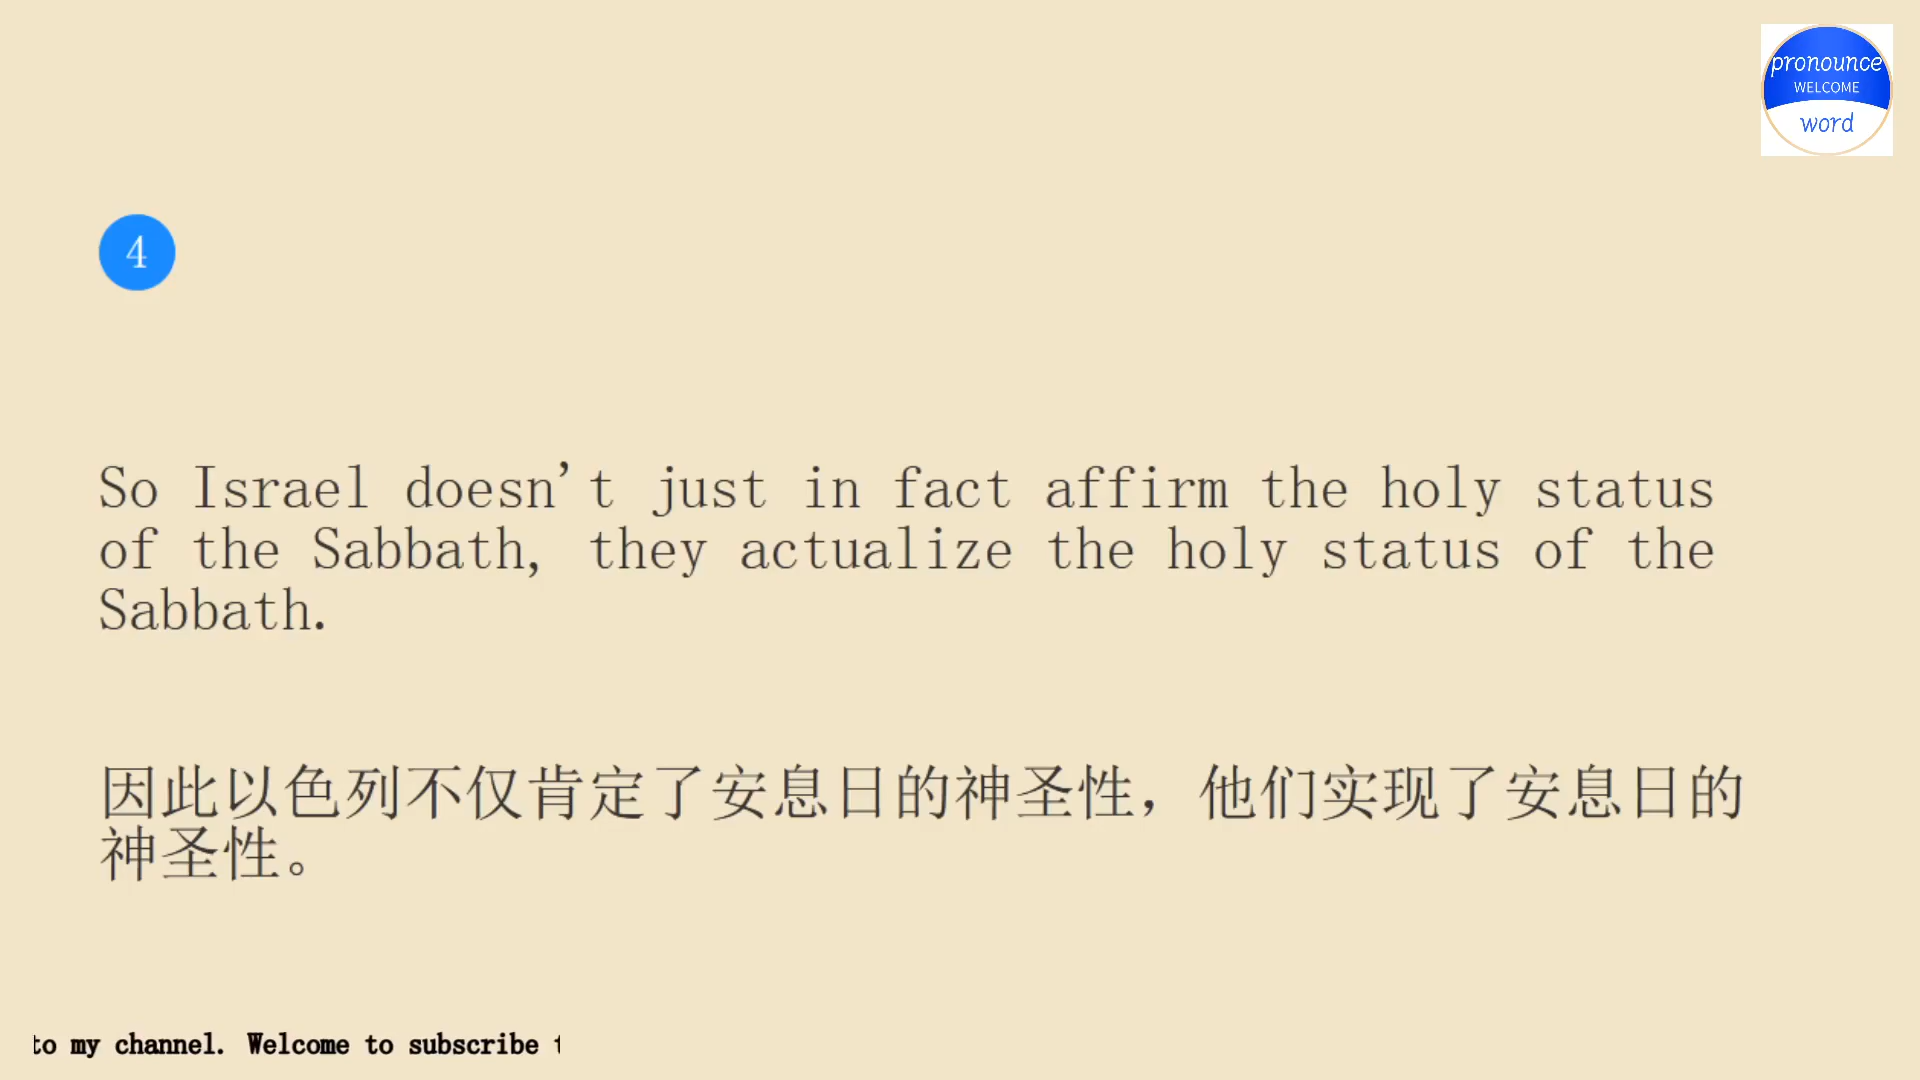 pronounce
WELCOME
word
4
So Israel doesn't just in fact affirm the holy status
of the Sabbath, they actualize the holy status of the
Sabbath.
因此以色列不仅肯定了安息日的神圣性，他们实现了安息日的
神圣性。
to my channel. Welcome to subscribe t